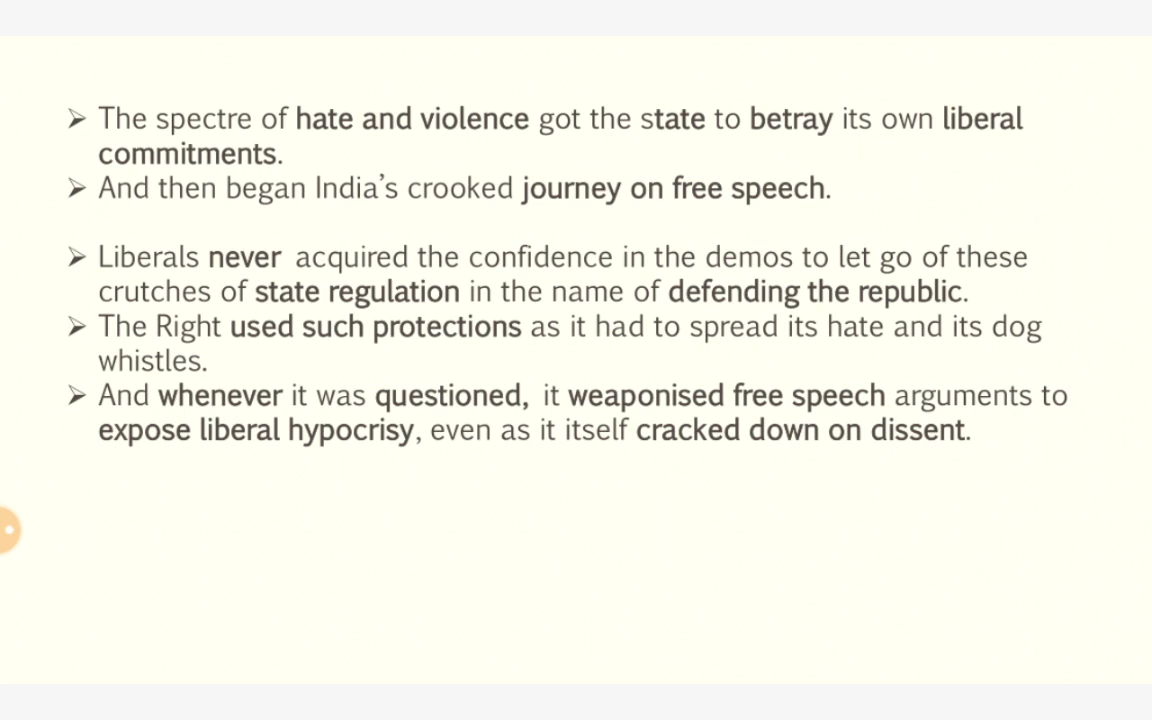 ➢ The spectre of hate and violence got the state to betray its own liberal
commitments.
➢ And then began India's crooked journey on free speech.
➢ Liberals never acquired the confidence in the demos to let go of these
crutches of state regulation in the name of defending the republic.
➢ The Right used such protections as it had to spread its hate and its dog
whistles.
➢ And whenever it was questioned, it weaponised free speech arguments to
expose liberal hypocrisy, even as it itself cracked down on dissent.